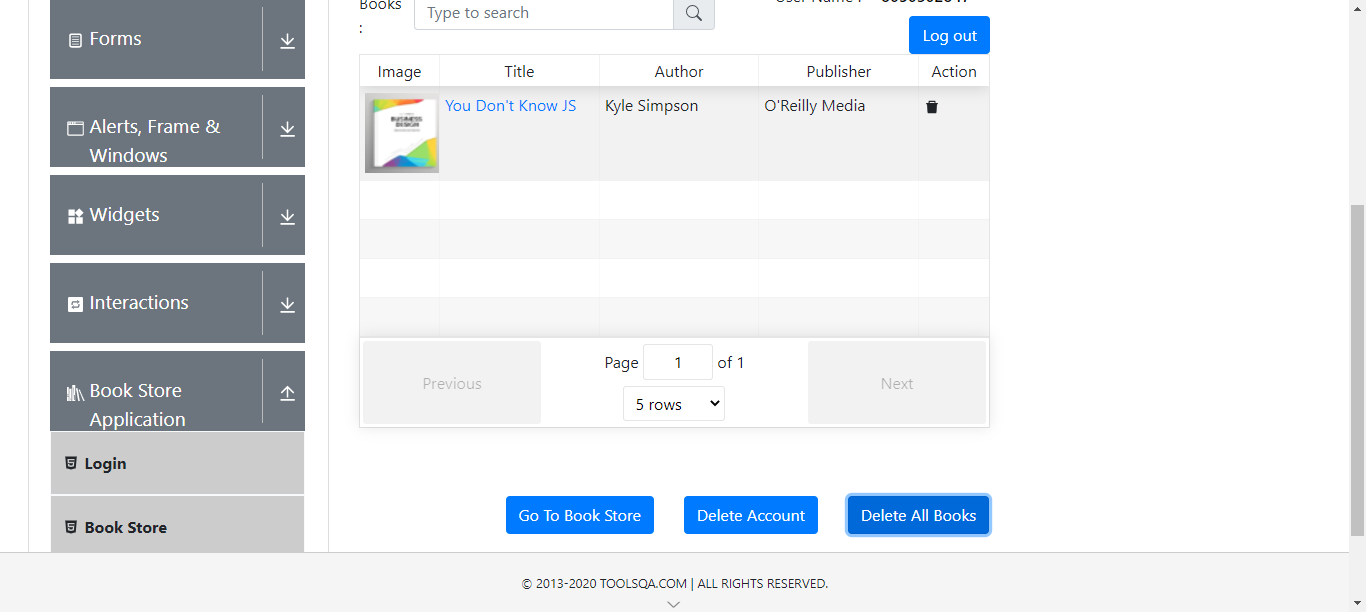 Books
:
Type to search
Log out
Forms
Alerts, Frame &
Windows
Widgets
Interactions
Book Store
Application
Login
Book Store
Image Title Author Publisher Action
BUSINESS
DESIGN
You Don't Know JS Kyle Simpson O'Reilly Media
Previous
Page 1 of 1
5 rows
Next
Go To Book Store Delete Account Delete All Books
© 2013-2020 TOOLSQA.COM | ALL RIGHTS RESERVED.